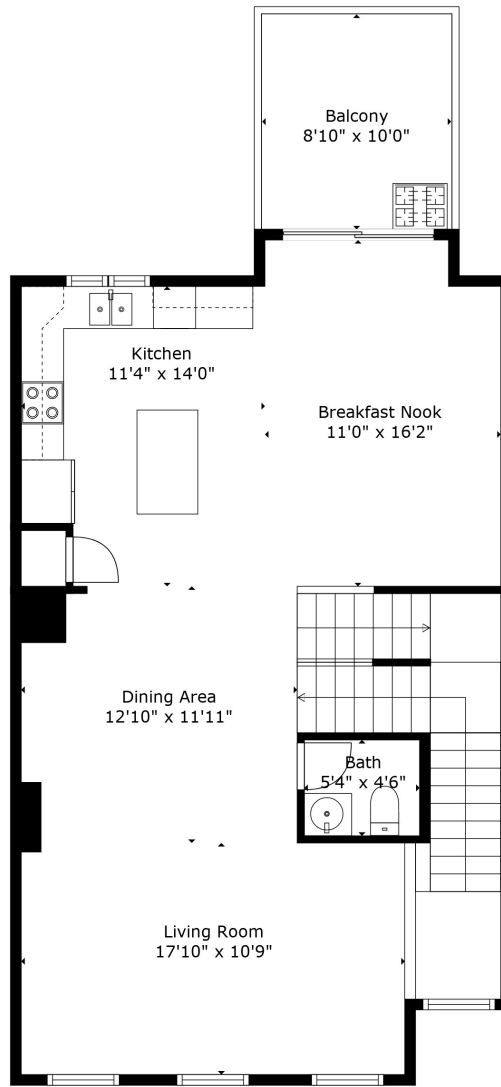 Balcony
8'10" x 10'0"
Kitchen
11'4" x 14'0"
Breakfast Nook
11'0" x 16'2"
Dining Area
12'10" x 11'11"
Bath
5'4" x 4'6"
Living Room
17'10" x 10'9"